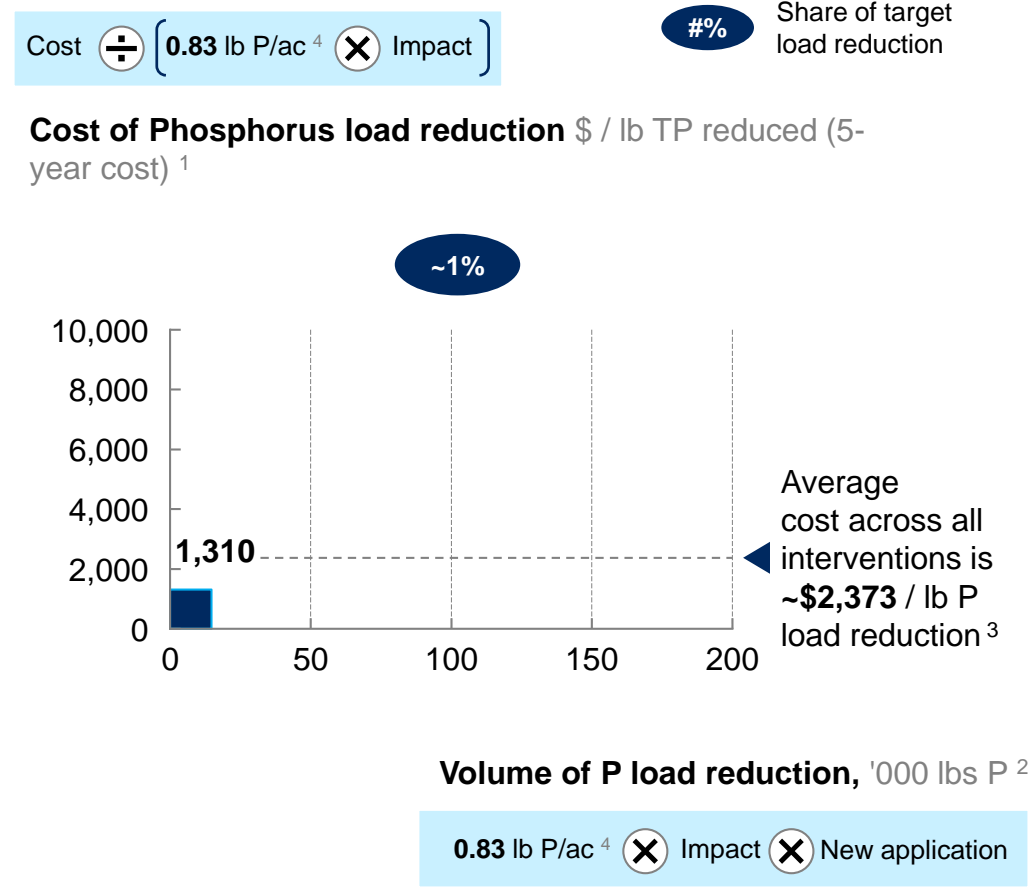 Cost ÷ [0.83 lb P/ac 4 × Impact]
#%
Share of target
load reduction
Cost of Phosphorus load reduction $ / lb TP reduced (5-
year cost) 1
~1%
10,000
8,000
6,000
4,000
2,000
0
1,310
0 50 100 150 200
Average
cost across all
interventions is
~$2,373 / lb P
load reduction 3
Volume of P load reduction, '000 lbs P 2
0.83 lb P/ac 4 × Impact × New application